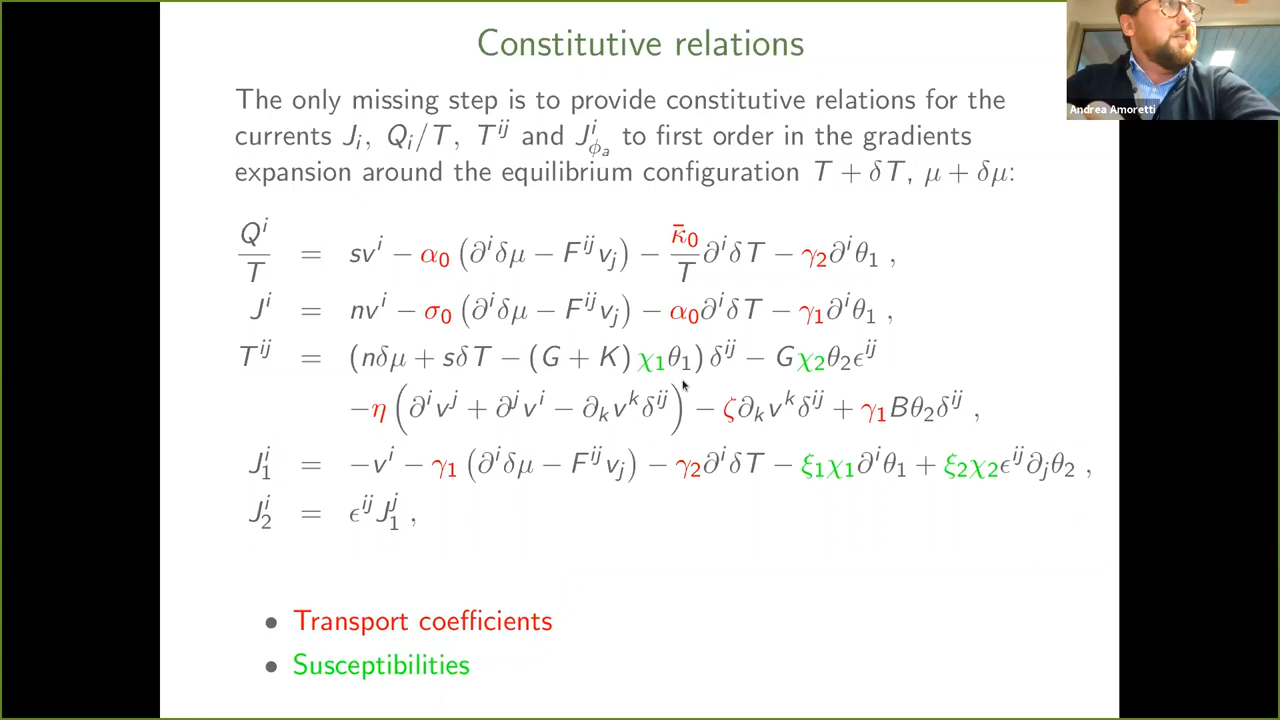 Constitutive relations
Andrea Amoretti
The only missing step is to provide constitutive relations for the
currents J_i, Q_i/T, T^{ij} and J^i_{ϕ_a} to first order in the gradients
expansion around the equilibrium configuration T + δT, μ + δμ:
Q^i/T = sv^i − α_0 (∂^i δμ − F^{ij} v_j) − κ̄_0/T ∂^i δT − γ_2 ∂^i θ_1 ,
J^i = nv^i − σ_0 (∂^i δμ − F^{ij} v_j) − α_0 ∂^i δT − γ_1 ∂^i θ_1 ,
T^{ij} = (nδμ + sδT − (G + K) χ_1 θ_1) δ^{ij} − Gχ_2 θ_2 ϵ^{ij}
−η (∂^i v^j + ∂^j v^i − ∂_k v^k δ^{ij}) − ζ∂_k v^k δ^{ij} + γ_1 Bθ_2 δ^{ij} ,
J^i_1 = −v^i − γ_1 (∂^i δμ − F^{ij} v_j) − γ_2 ∂^i δT − ξ_1 χ_1 ∂^i θ_1 + ξ_2 χ_2 ϵ^{ij} ∂_j θ_2 ,
J^i_2 = ϵ^{ij} J^j_1 ,
• Transport coefficients
• Susceptibilities